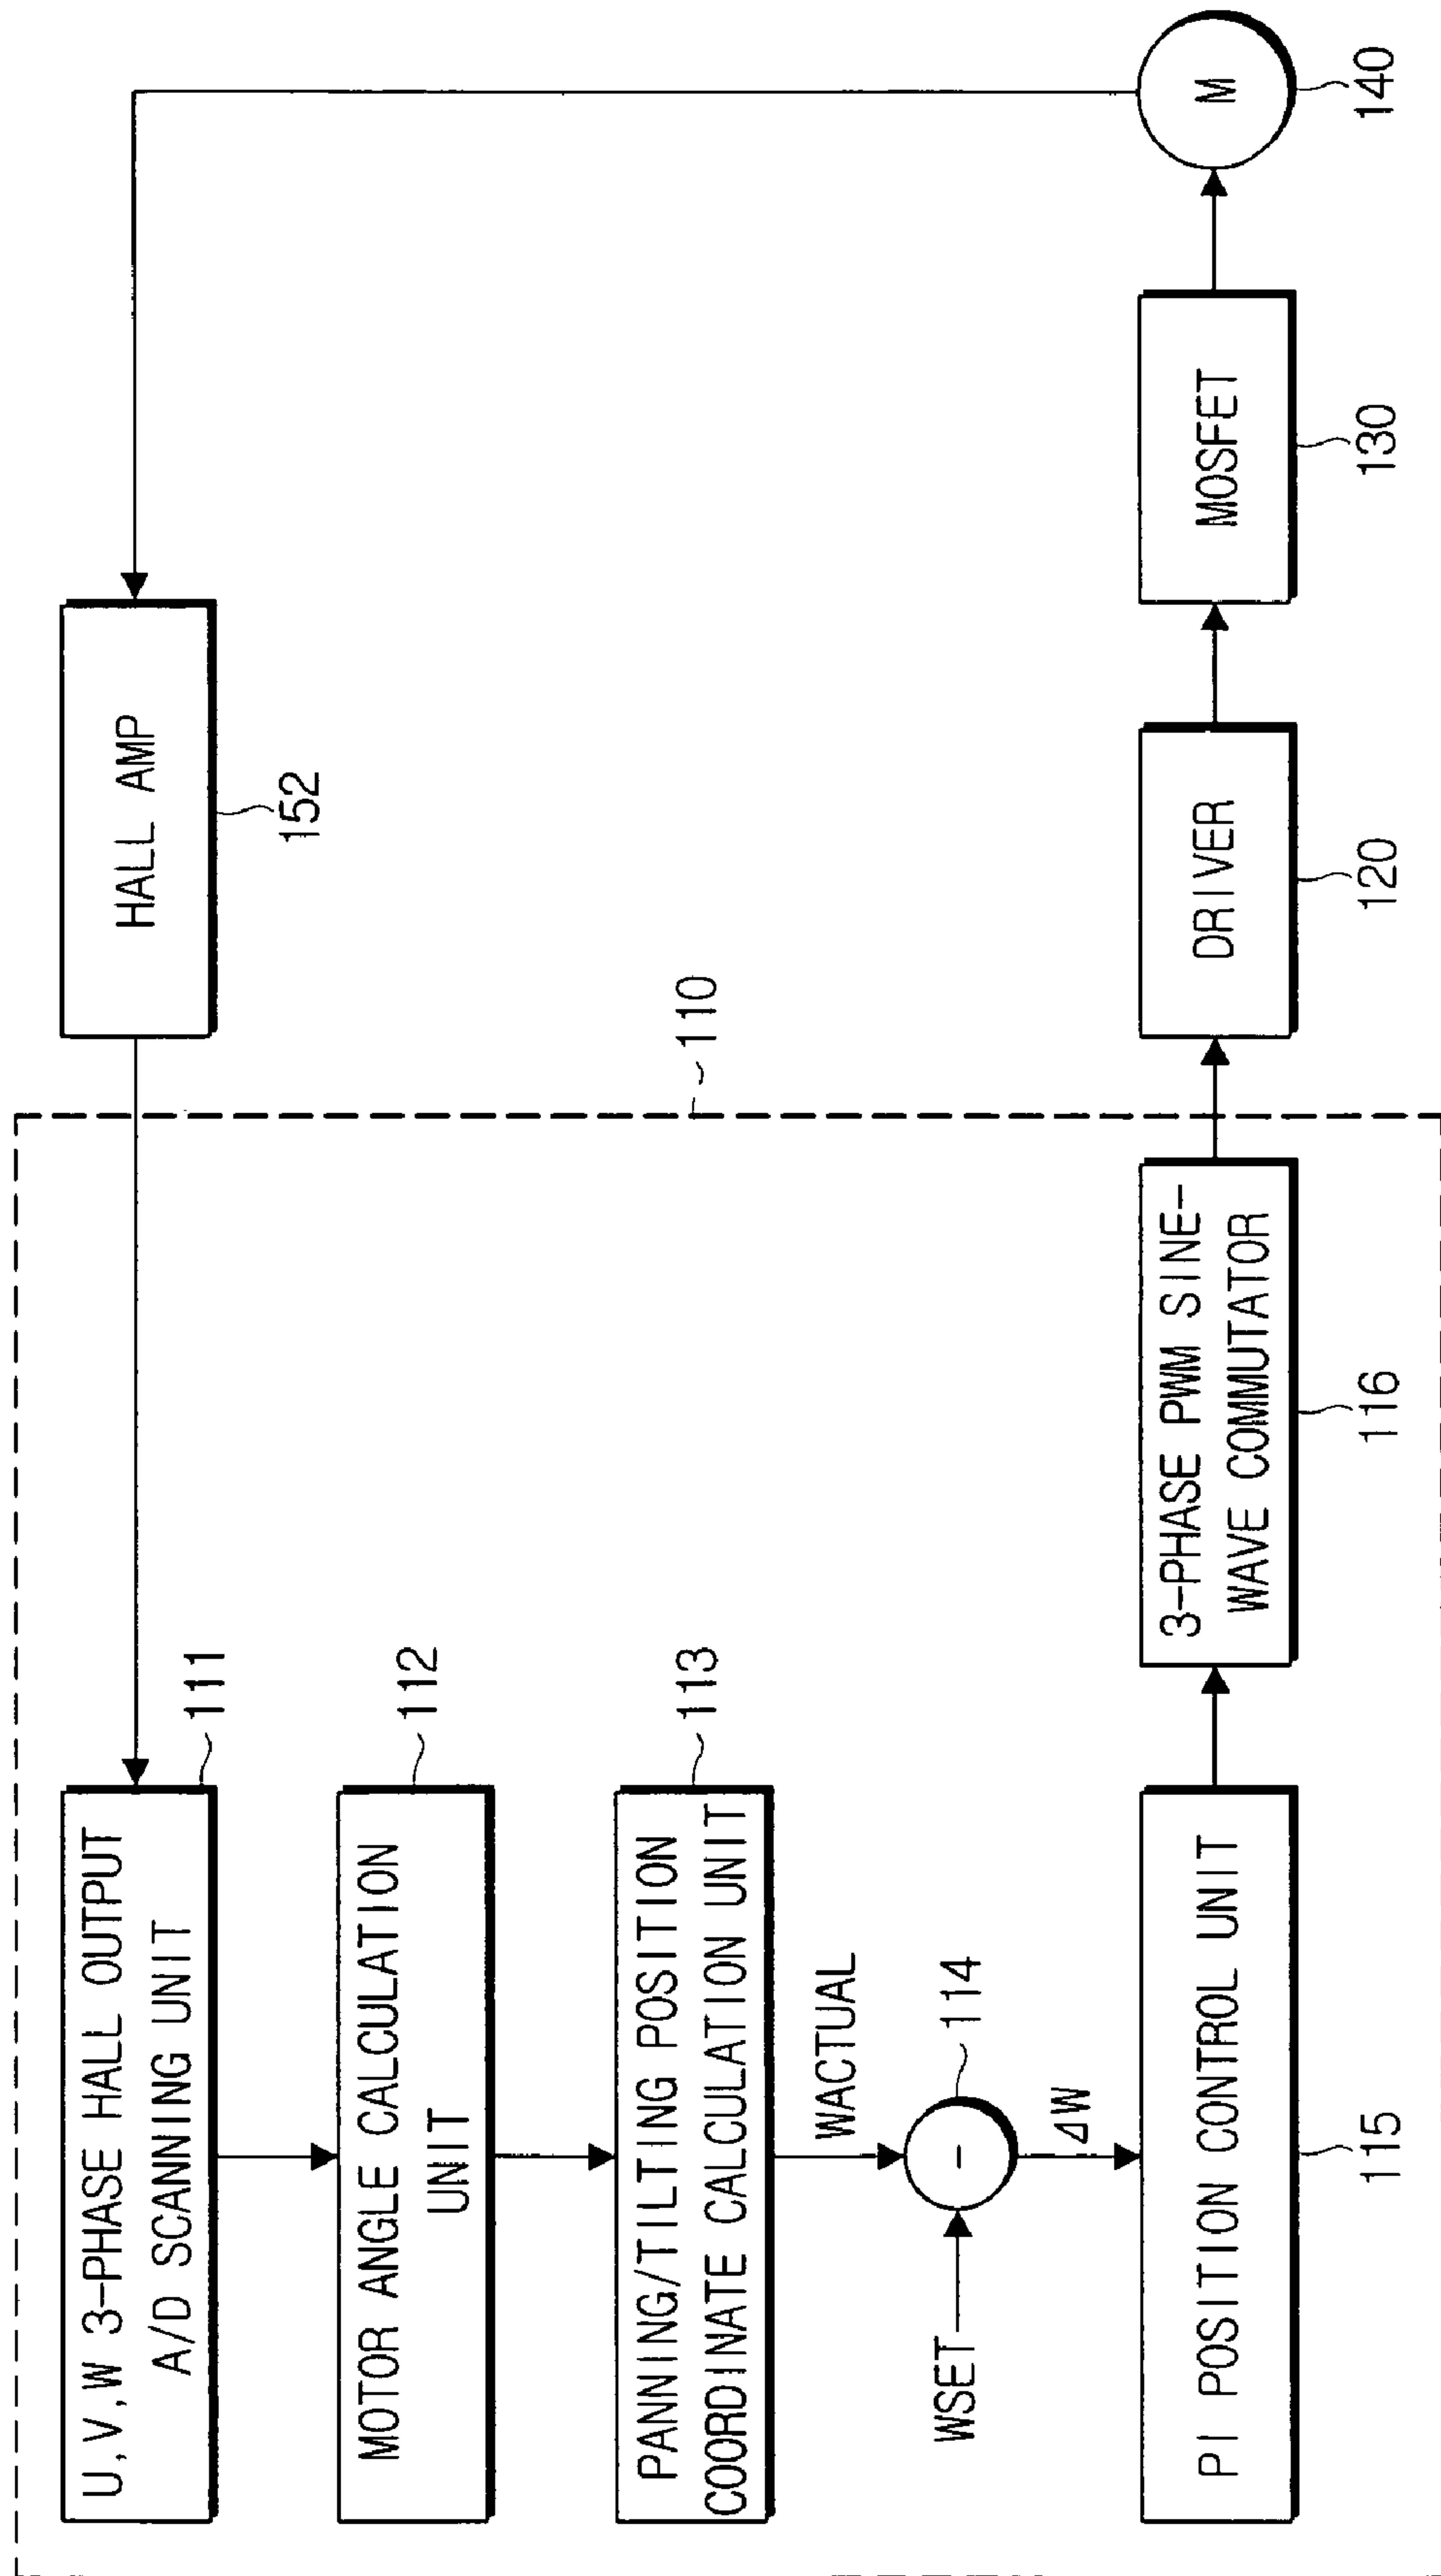 U,V,W 3-PHASE HALL OUTPUT
A/D SCANNING UNIT
111
HALL AMP
152
MOTOR ANGLE CALCULATION
UNIT
112
PANNING/TILTING POSITION
COORDINATE CALCULATION UNIT
113
110
WACTUAL
WSET
-
114
ΔW
PI POSITION CONTROL UNIT
115
3-PHASE PWM SINE-
WAVE COMMUTATOR
116
DRIVER
120
MOSFET
130
M
140